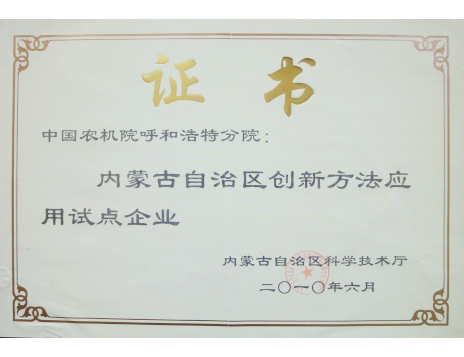 证书
中国农机院呼和浩特分院:
内蒙古自治区创新方法应
用试点企业
内蒙古自治区科学技术厅
二〇一〇年六月